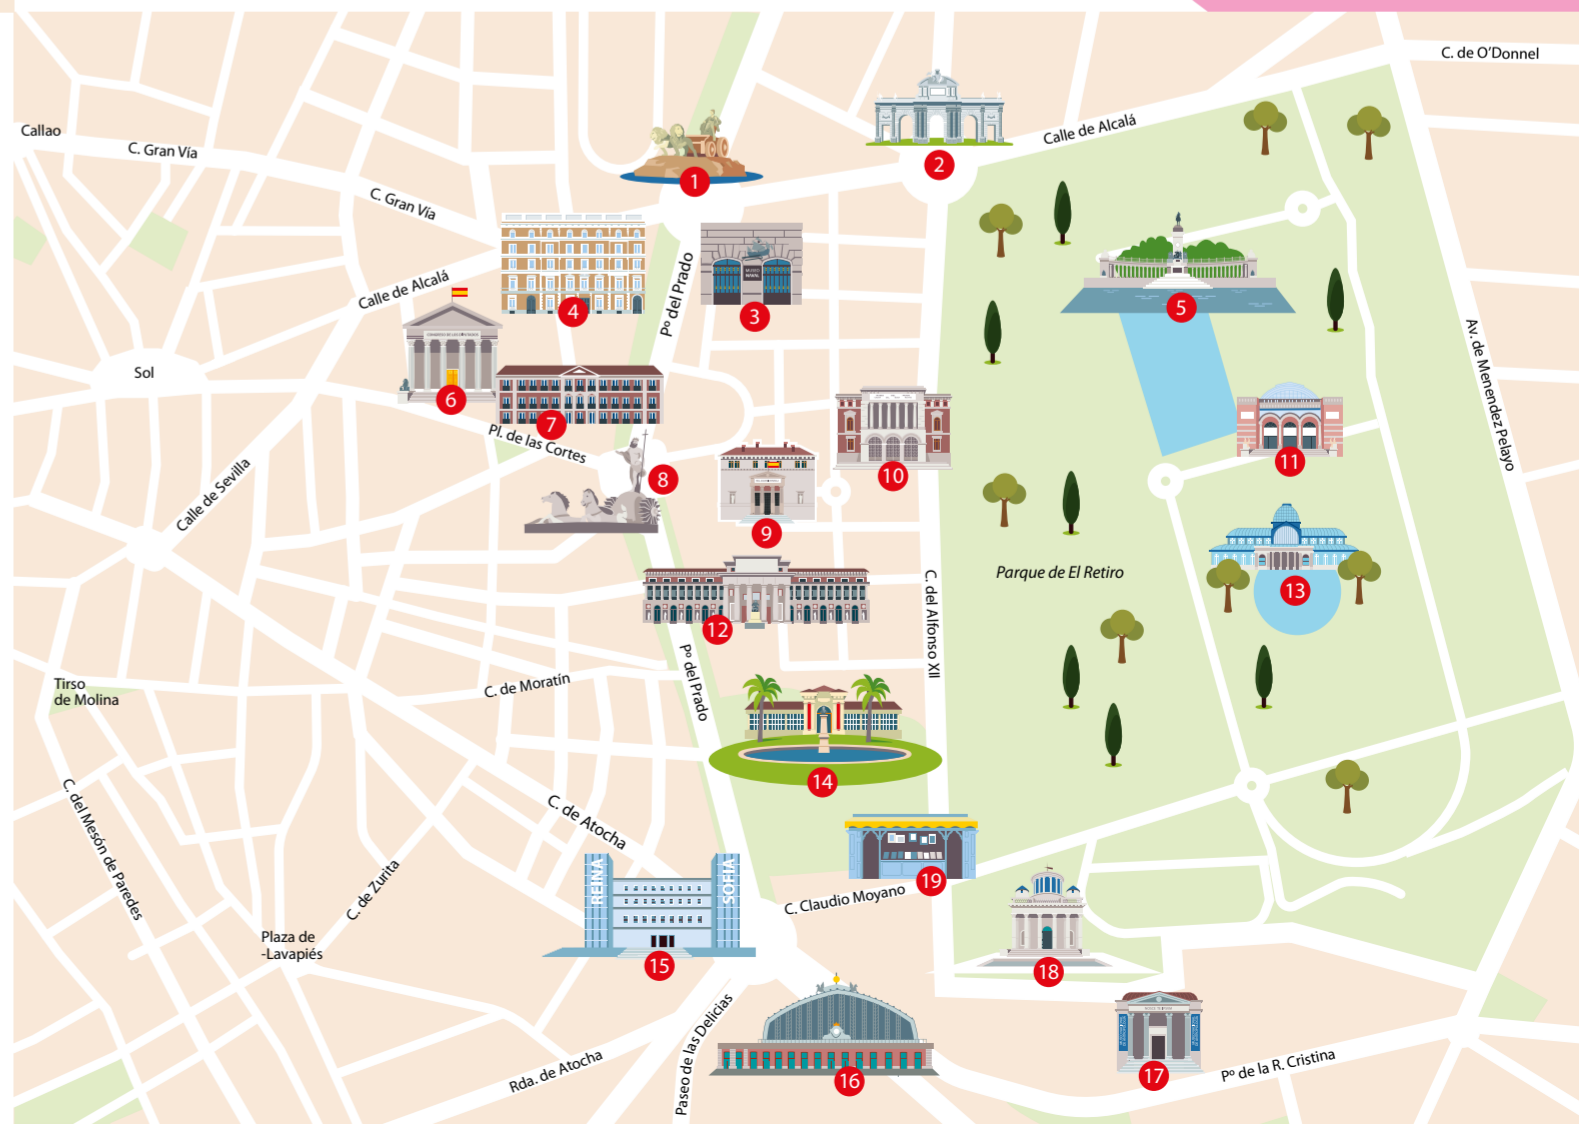 C. de O'Donnel
Callao
C. Gran Vía
Calle de Alcalá
2
1
C. Gran Vía
Pº del Prado
MUSEO
NAVAL
Calle de Alcalá
4
3
5
Av. de Menendez Pelayo
Sol
6
7
Pl. de las Cortes
8
10
11
Calle de Sevilla
9
Parque de El Retiro
13
C. del Alfonso XII
12
Pº del Prado
Tirso
de Molina
C. de Moratín
14
C. del Mesón de Paredes
C. de Atocha
C. de Zurita
REINA
SOFÍA
19
C. Claudio Moyano
Plaza de
-Lavapiés
15
18
Paseo de las Delicias
Rda. de Atocha
16
17
Pº de la R. Cristina